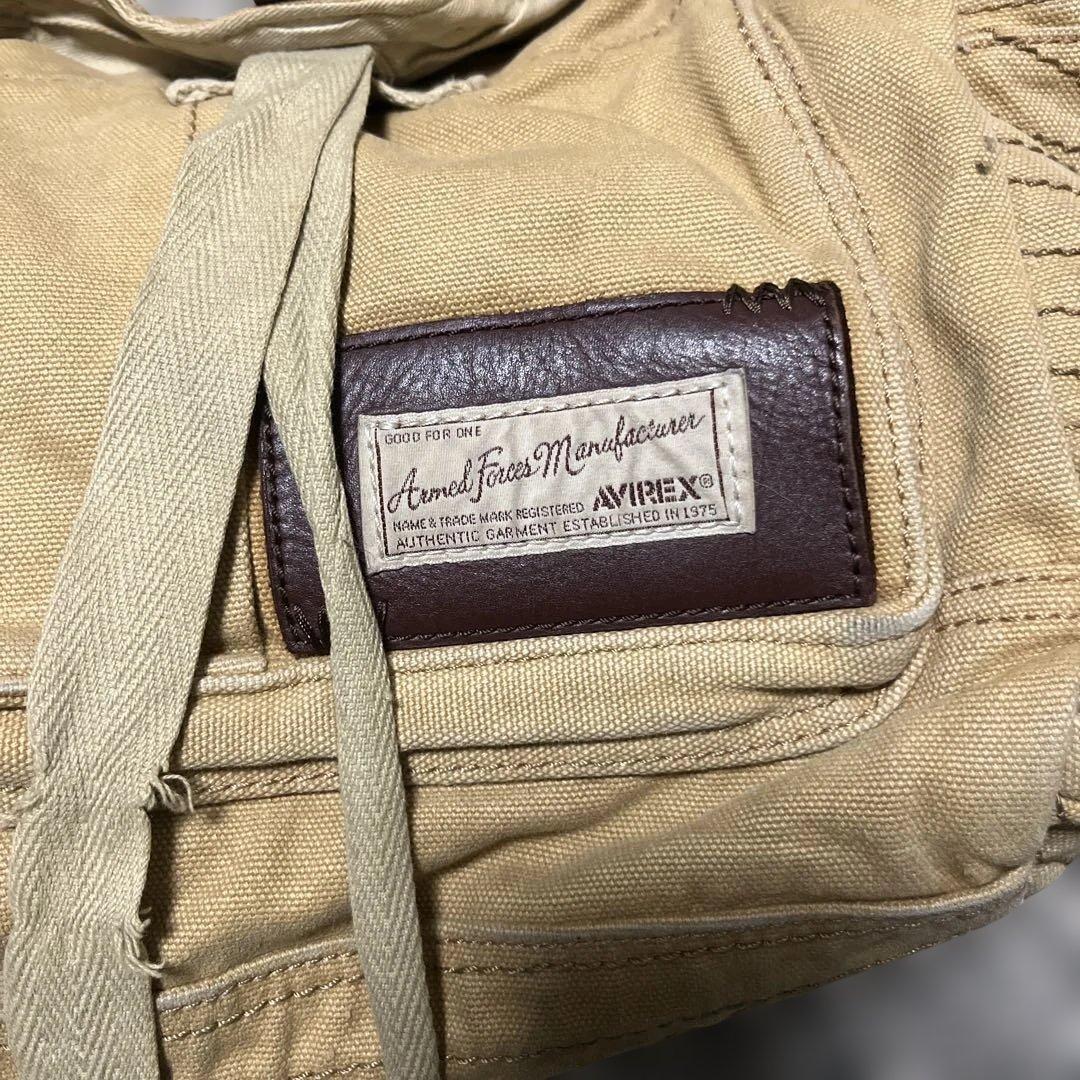 GOOD FOR ONE
Armed Forces Manufacturer
NAME & TRADE MARK REGISTERED AVIREX®
AUTHENTIC GARMENT ESTABLISHED IN 1975